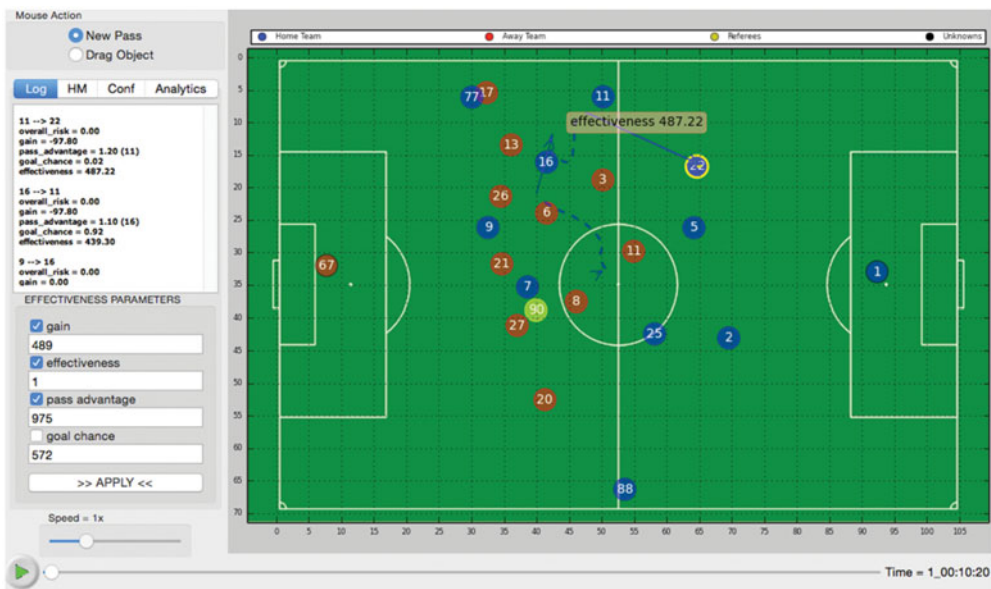 Mouse Action
New Pass
Drag Object
Log HM Conf Analytics
11 --> 22
overall_risk = 0.00
gain = -97.80
pass_advantage = 1.20 (11)
goal_chance = 0.02
effectiveness = 487.22
16 --> 11
overall_risk = 0.00
gain = -97.80
pass_advantage = 1.10 (16)
goal_chance = 0.92
effectiveness = 439.30
9 --> 16
overall_risk = 0.00
gain = 0.00
EFFECTIVENESS PARAMETERS
gain
489
effectiveness
1
pass advantage
975
goal chance
572
>> APPLY <<
Speed = 1x
Home Team Away Team Referees Unknowns
0
5
10
15
20
25
30
35
40
45
50
55
60
65
70
77 17 11
effectiveness 487.22
13
16 22
3
26
6
9 5
11
21 67 1
7
8
90
27 25 2
20
88
0 5 10 15 20 25 30 35 40 45 50 55 60 65 70 75 80 85 90 95 100 105
Time = 1_00:10:20